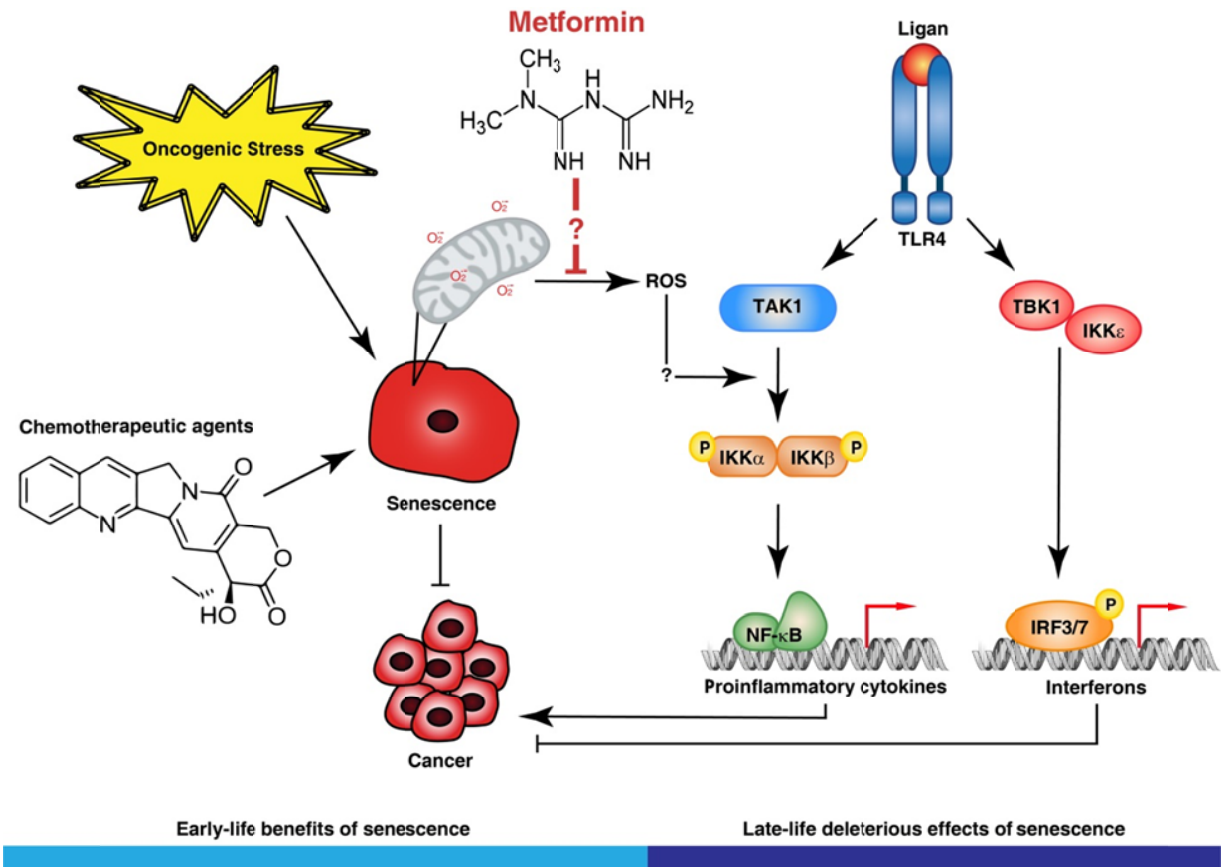 Metformin
CH3
N
H3C
NH
H
N
NH
NH2
Ligan
TLR4
Oncogenic Stress
O2·-
O2·-
O2·-
O2·-
?
ROS
?
TAK1
TBK1
IKKε
P
IKKα
IKKβ
P
Chemotherapeutic agents
N
N
O
O
O
HO
Senescence
NF-κB
IRF3/7
P
Proinflammatory cytokines
Interferons
Cancer
Early-life benefits of senescence
Late-life deleterious effects of senescence